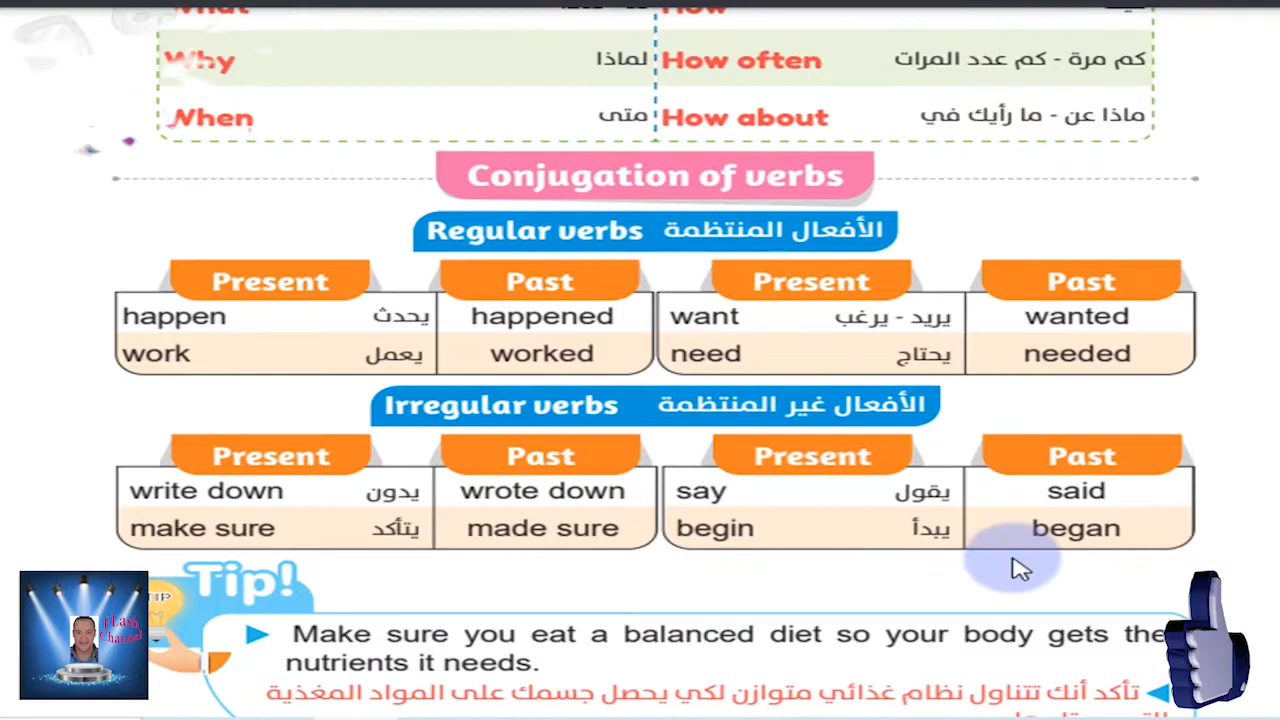 What How
Why لماذا How often كم مرة - كم عدد المرات
When متى How about ماذا عن - ما رأيك في
Conjugation of verbs
Regular verbs الأفعال المنتظمة
Present Past Present Past
happen يحدث happened want يريد - يرغب wanted
work يعمل worked need يحتاج needed
Irregular verbs الأفعال غير المنتظمة
Present Past Present Past
write down يدون wrote down say يقول said
make sure يتأكد made sure begin يبدأ began
Tip!
TIP
FLash
Channel
Make sure you eat a balanced diet so your body gets the
nutrients it needs.
تأكد أنك تتناول نظام غذائي متوازن لكي يحصل جسمك على المواد المغذية